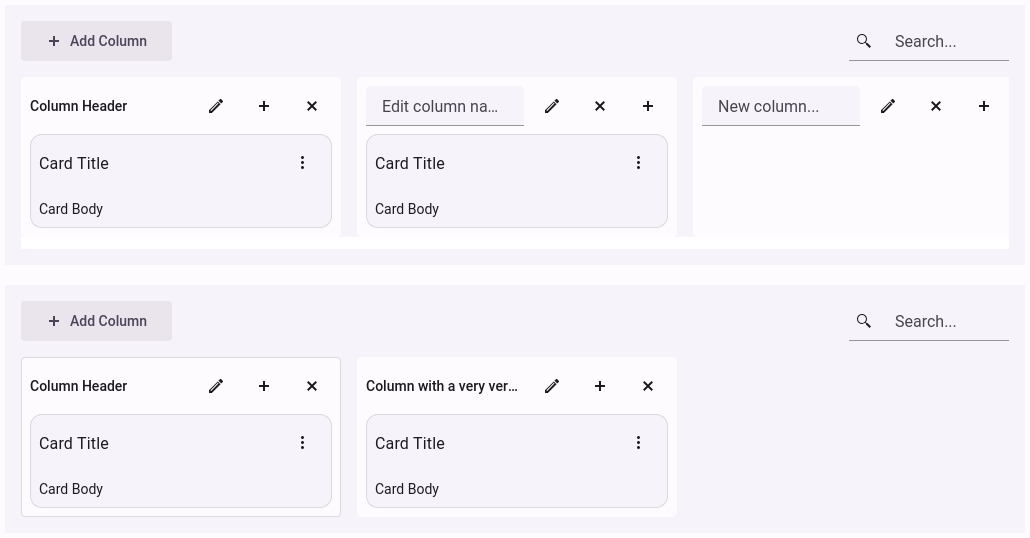 Add Column
Search...
Column Header
Edit column na...
New column...
Card Title
Card Title
Card Body
Card Body
Add Column
Search...
Column Header
Column with a very ver...
Card Title
Card Title
Card Body
Card Body